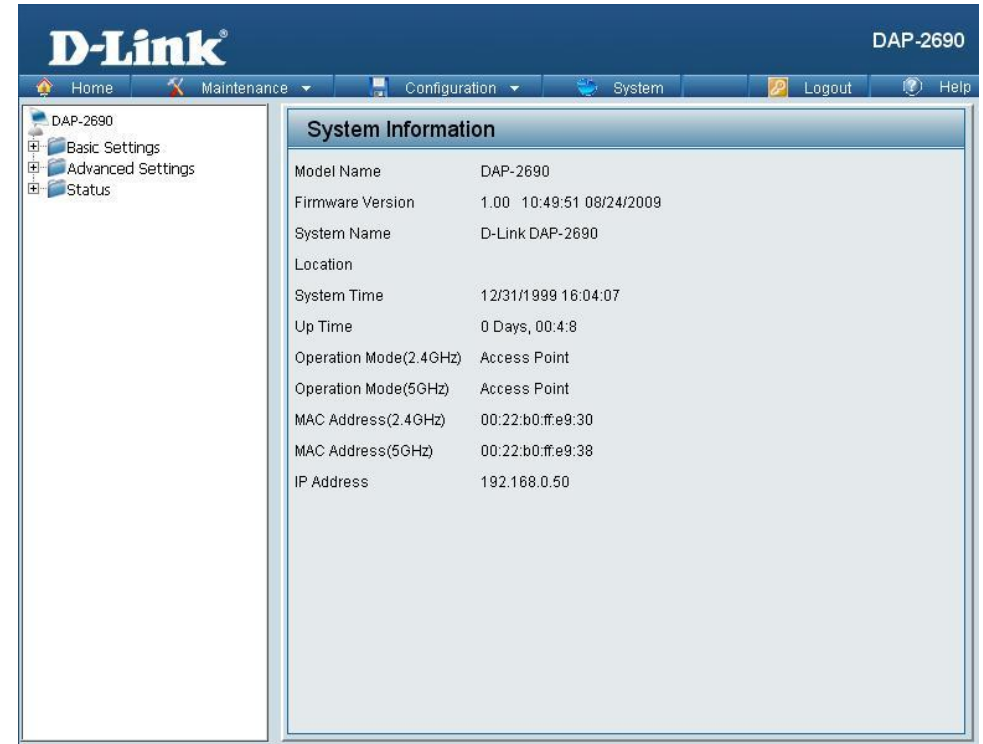 D-Link®
DAP-2690
Home Maintenance Configuration System Logout Help
DAP-2690
Basic Settings
Advanced Settings
Status
System Information
Model Name DAP-2690
Firmware Version 1.00 10:49:51 08/24/2009
System Name D-Link DAP-2690
Location
System Time 12/31/1999 16:04:07
Up Time 0 Days, 00:4:8
Operation Mode(2.4GHz) Access Point
Operation Mode(5GHz) Access Point
MAC Address(2.4GHz) 00:22:b0:ff:e9:30
MAC Address(5GHz) 00:22:b0:ff:e9:38
IP Address 192.168.0.50